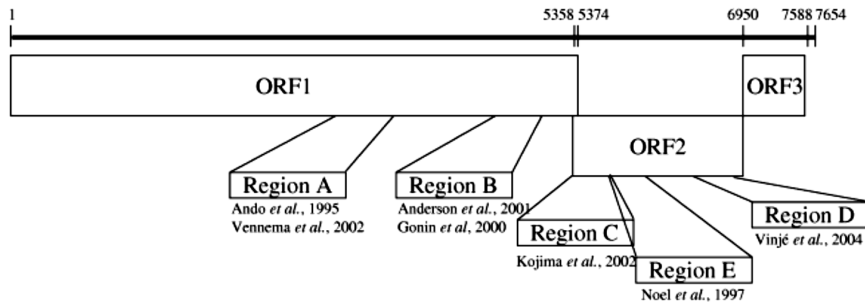 1 5358 5374 6950 7588 7654
ORF1
ORF3
ORF2
Region A
Ando et al., 1995
Vennema et al., 2002
Region B
Anderson et al., 2001
Gonin et al, 2000
Region C
Kojima et al., 2002
Region E
Noel et al., 1997
Region D
Vinjé et al., 2004